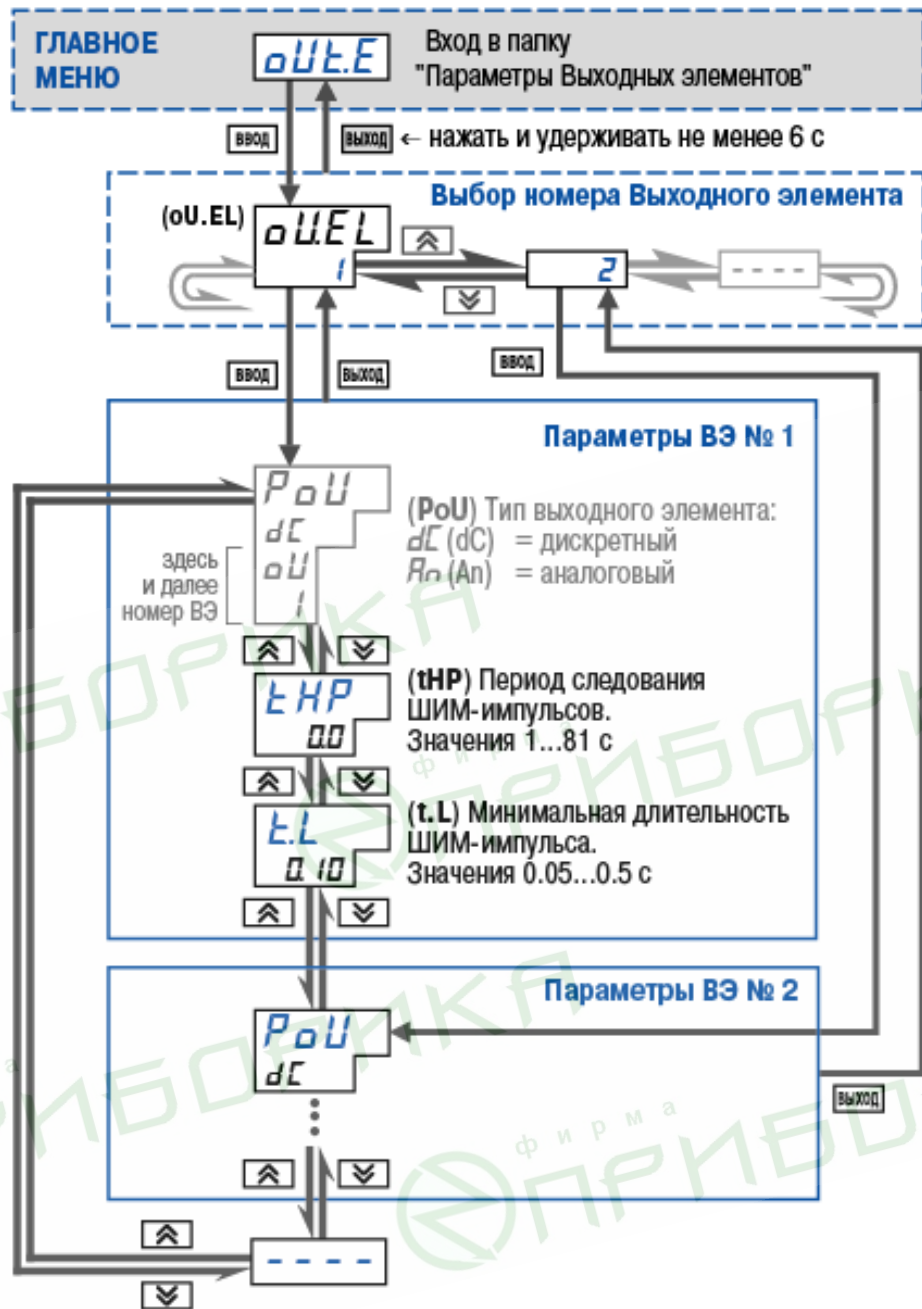 ГЛАВНОЕ
МЕНЮ
oUt.E
Вход в папку
"Параметры Выходных элементов"
ВВОД
ВЫХОД
← нажать и удерживать не менее 6 с
Выбор номера Выходного элемента
(oU.EL)
oU.EL
1
2
- - - -
ВВОД
ВЫХОД
ВВОД
Параметры ВЭ № 1
PoU
dC
oU
1
здесь
и далее
номер ВЭ
(PoU) Тип выходного элемента:
dC (dC) = дискретный
An (An) = аналоговый
tHP
0.0
(tHP) Период следования
ШИМ-импульсов.
Значения 1...81 с
t.L
0.10
(t.L) Минимальная длительность
ШИМ-импульса.
Значения 0.05...0.5 с
Параметры ВЭ № 2
PoU
dC
ВЫХОД
- - - -
фирма
ПРИБОРИКА